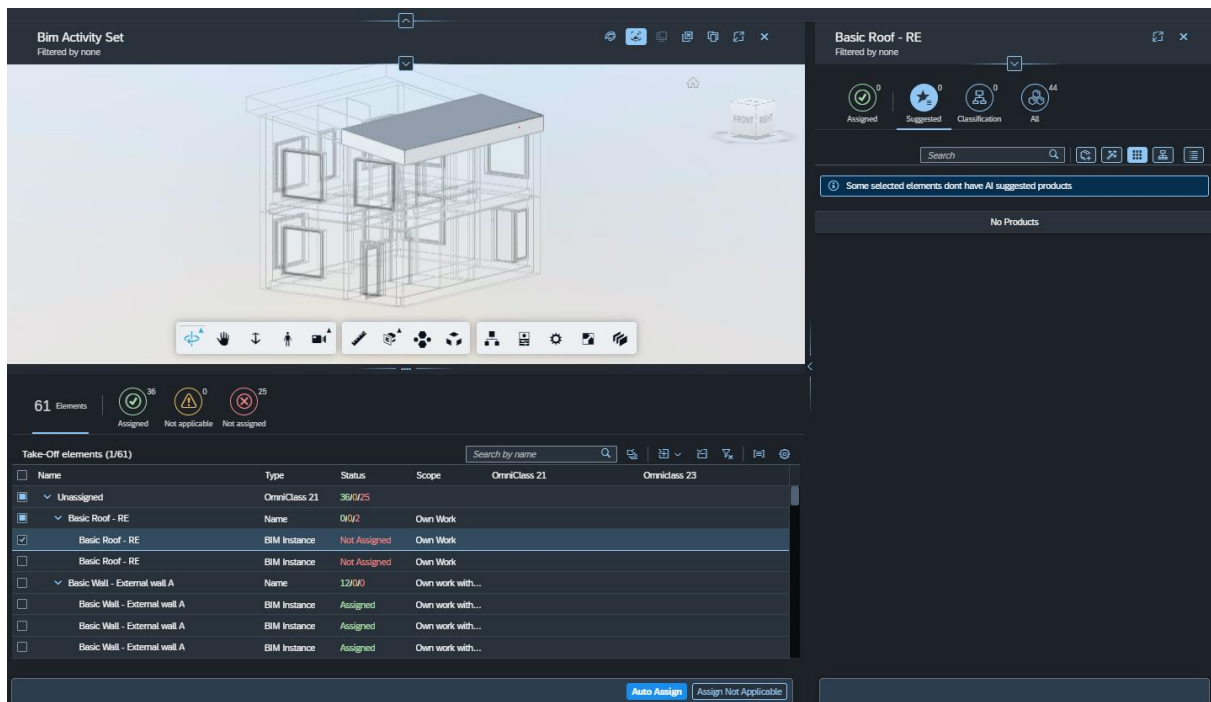 Bim Activity Set
Filtered by none
FRONT RIGHT
61 Elements
36
Assigned
0
Not applicable
25
Not assigned
Take-Off elements (1/61)
Search by name
Name Type Status Scope OmniClass 21 Omniclass 23
Unassigned OmniClass 21 36/0/25
Basic Roof - RE Name 0/0/2 Own Work
Basic Roof - RE BIM Instance Not Assigned Own Work
Basic Roof - RE BIM Instance Not Assigned Own Work
Basic Wall - External wall A Name 12/0/0 Own work with...
Basic Wall - External wall A BIM Instance Assigned Own work with...
Basic Wall - External wall A BIM Instance Assigned Own work with...
Basic Wall - External wall A BIM Instance Assigned Own work with...
Auto Assign Assign Not Applicable
Basic Roof - RE
Filtered by none
0 0 0 44
Assigned Suggested Classification All
Search
Some selected elements dont have AI suggested products
No Products